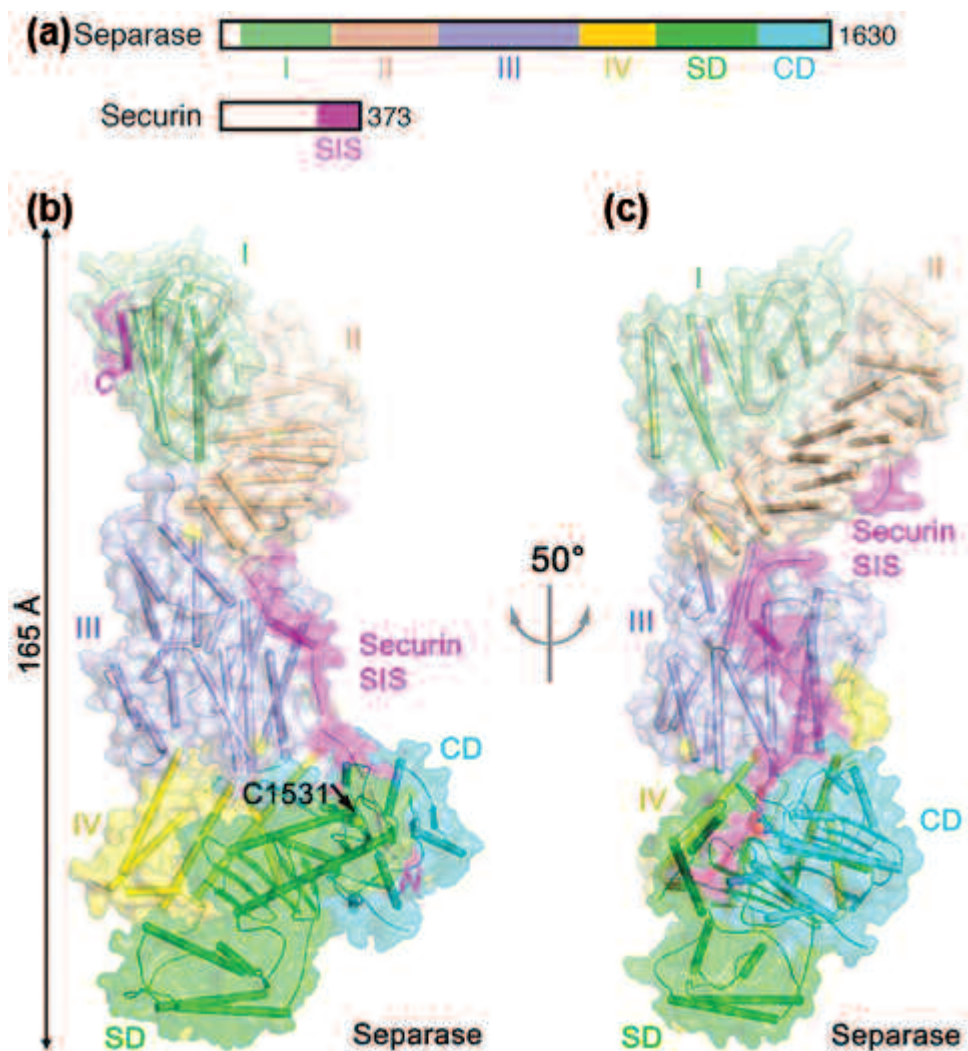 (a) Separase 1630
I II III IV SD CD
Securin 373
SIS
(b) (c)
I I II
II
C
165 Å
50°
Securin
SIS
III
Securin
SIS
III
CD
C1531
IV
IV
CD
N
SD Separase
SD Separase